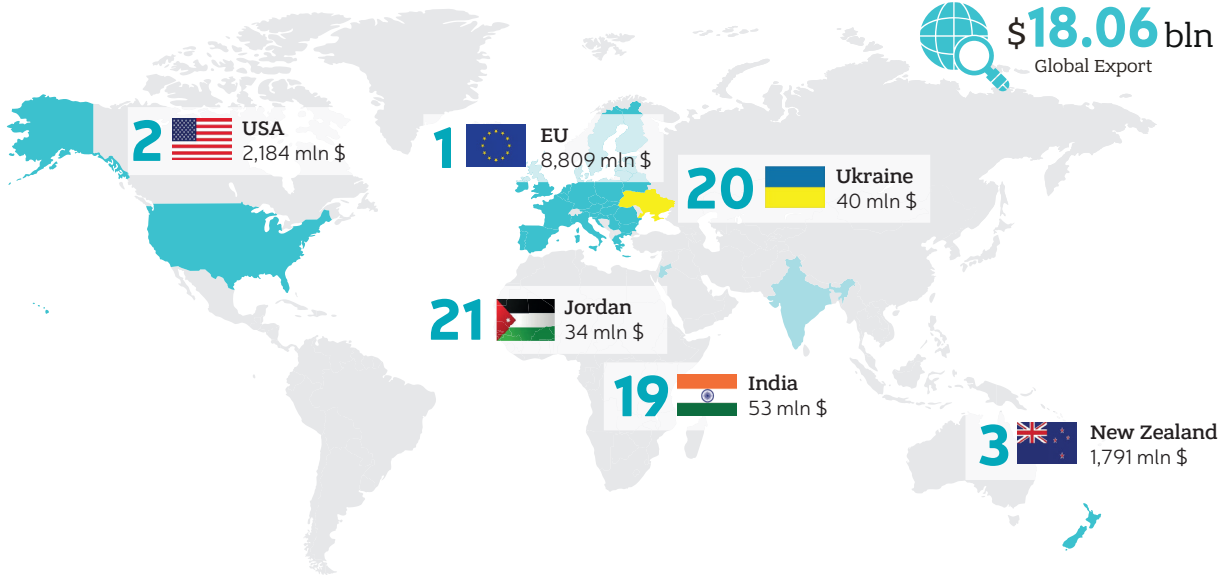 $18.06 bln
Global Export
2
USA
2,184 mln $
1
EU
8,809 mln $
20
Ukraine
40 mln $
21
Jordan
34 mln $
19
India
53 mln $
3
New Zealand
1,791 mln $